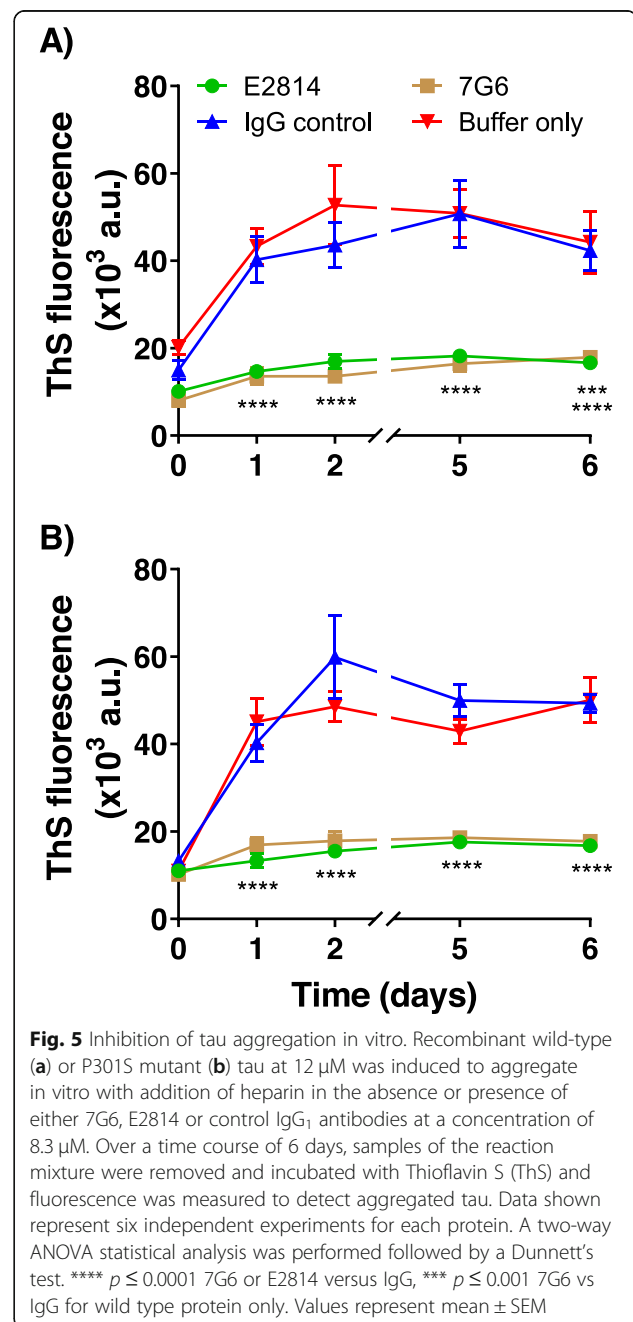 A)
E2814
7G6
IgG control
Buffer only
ThS fluorescence
(x10³ a.u.)
80
60
40
20
0
0 1 2 5 6
**** **** **** ***
****
B)
ThS fluorescence
(x10³ a.u.)
80
60
40
20
0
**** **** **** ****
0 1 2 5 6
Time (days)
Fig. 5 Inhibition of tau aggregation in vitro. Recombinant wild-type
(a) or P301S mutant (b) tau at 12 μM was induced to aggregate
in vitro with addition of heparin in the absence or presence of
either 7G6, E2814 or control IgG₁ antibodies at a concentration of
8.3 μM. Over a time course of 6 days, samples of the reaction
mixture were removed and incubated with Thioflavin S (ThS) and
fluorescence was measured to detect aggregated tau. Data shown
represent six independent experiments for each protein. A two-way
ANOVA statistical analysis was performed followed by a Dunnett's
test. **** p ≤ 0.0001 7G6 or E2814 versus IgG, *** p ≤ 0.001 7G6 vs
IgG for wild type protein only. Values represent mean ± SEM